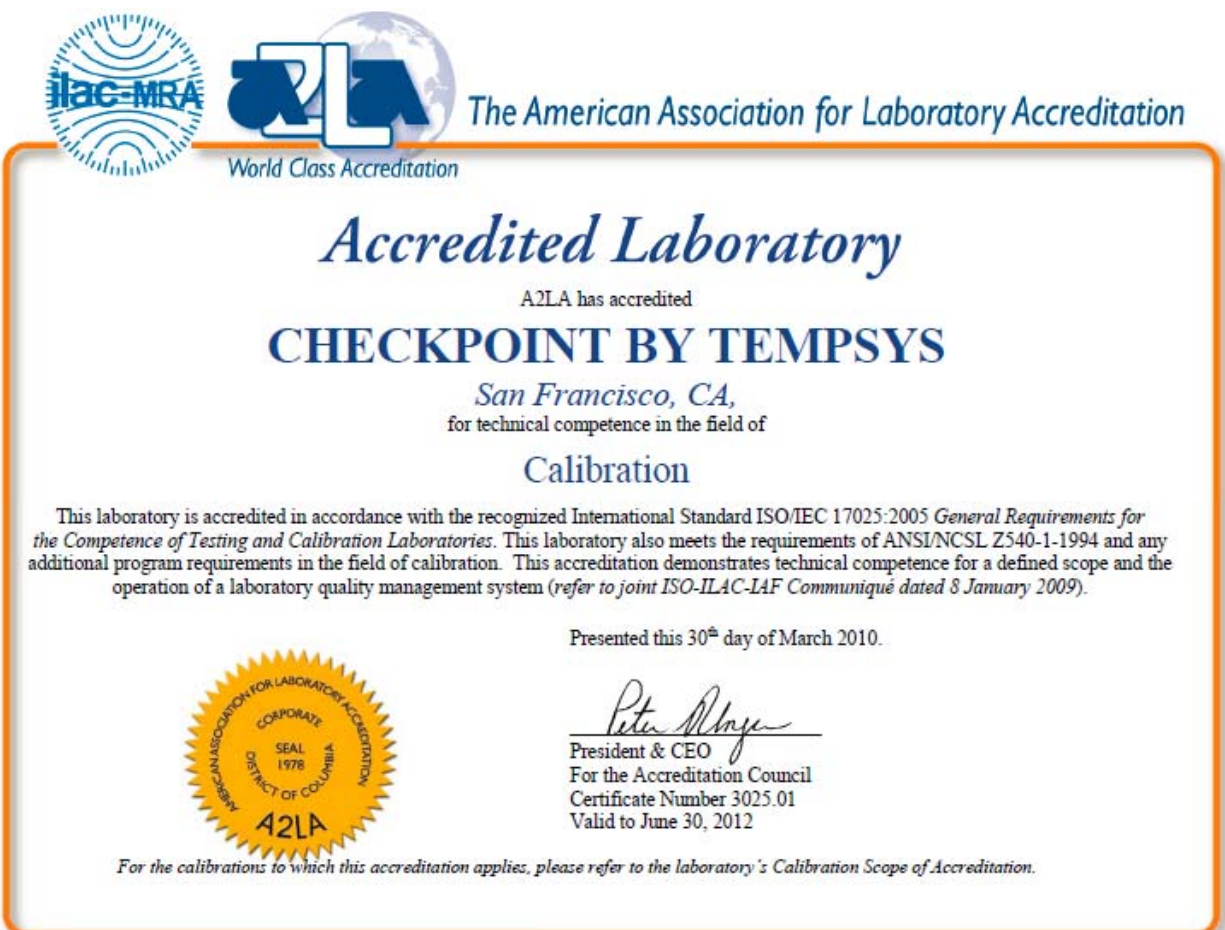 ilac-MRA
A2LA
World Class Accreditation
The American Association for Laboratory Accreditation
Accredited Laboratory
A2LA has accredited
CHECKPOINT BY TEMPSYS
San Francisco, CA,
for technical competence in the field of
Calibration
This laboratory is accredited in accordance with the recognized International Standard ISO/IEC 17025:2005 General Requirements for
the Competence of Testing and Calibration Laboratories. This laboratory also meets the requirements of ANSI/NCSL Z540-1-1994 and any
additional program requirements in the field of calibration. This accreditation demonstrates technical competence for a defined scope and the
operation of a laboratory quality management system (refer to joint ISO-ILAC-IAF Communiqué dated 8 January 2009).
Presented this 30th day of March 2010.
AMERICAN ASSOCIATION FOR LABORATORY ACCREDITATION
CORPORATE
SEAL
1978
DISTRICT OF COLUMBIA
A2LA
Peter
President & CEO
For the Accreditation Council
Certificate Number 3025.01
Valid to June 30, 2012
For the calibrations to which this accreditation applies, please refer to the laboratory's Calibration Scope of Accreditation.